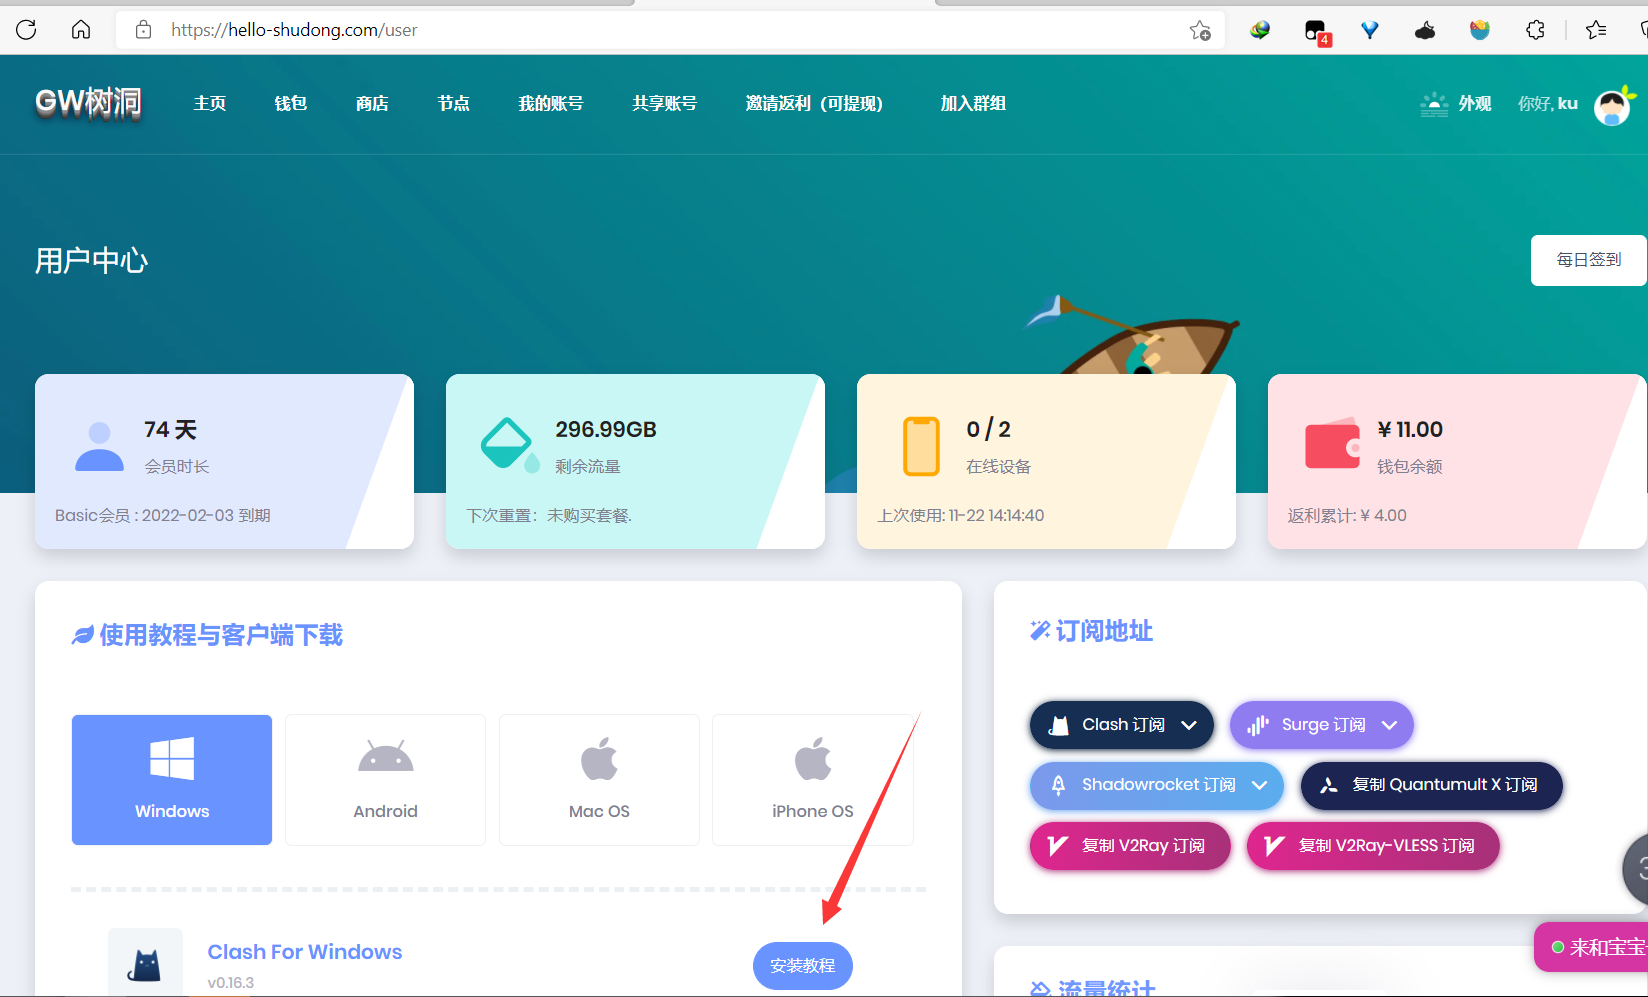 https://hello-shudong.com/user
4
GW树洞
主页
钱包
商店
节点
我的账号
共享账号
邀请返利（可提现）
加入群组
外观
你好, ku
用户中心
每日签到
74 天
会员时长
Basic会员 : 2022-02-03 到期
296.99GB
剩余流量
下次重置：未购买套餐.
0 / 2
在线设备
上次使用: 11-22 14:14:40
¥ 11.00
钱包余额
返利累计: ¥ 4.00
使用教程与客户端下载
Windows
Android
Mac OS
iPhone OS
Clash For Windows
v0.16.3
安装教程
订阅地址
Clash 订阅
Surge 订阅
Shadowrocket 订阅
复制 Quantumult X 订阅
复制 V2Ray 订阅
复制 V2Ray-VLESS 订阅
3
来和宝宝
流量统计